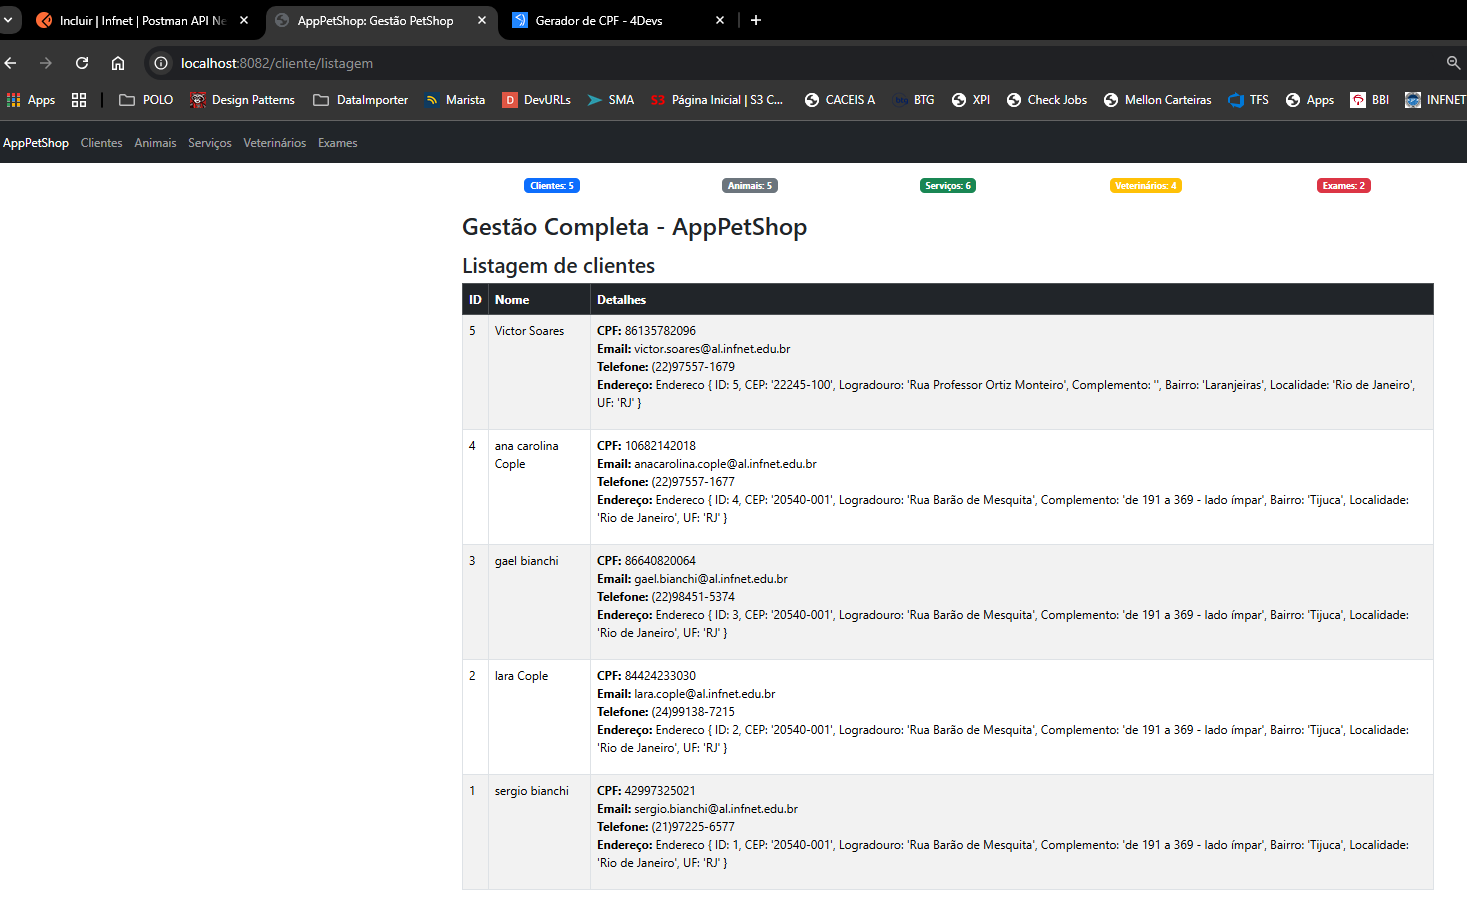 Incluir | Infnet | Postman API Ne
AppPetShop: Gestão PetShop
Gerador de CPF - 4Devs
localhost:8082/cliente/listagem
Apps POLO Design Patterns DataImporter Marista DevURLs SMA Página Inicial | S3 C... CACEIS A BTG XPI Check Jobs Mellon Carteiras TFS Apps BBI INFNET
AppPetShop Clientes Animais Serviços Veterinários Exames
Clientes: 5 Animais: 5 Serviços: 6 Veterinários: 4 Exames: 2
Gestão Completa - AppPetShop
Listagem de clientes
ID Nome Detalhes
5 Victor Soares CPF: 86135782096
Email: victor.soares@al.infnet.edu.br
Telefone: (22)97557-1679
Endereço: Endereco { ID: 5, CEP: '22245-100', Logradouro: 'Rua Professor Ortiz Monteiro', Complemento: '', Bairro: 'Laranjeiras', Localidade: 'Rio de Janeiro',
UF: 'RJ' }
4 ana carolina CPF: 10682142018
Cople Email: anacarolina.cople@al.infnet.edu.br
Telefone: (22)97557-1677
Endereço: Endereco { ID: 4, CEP: '20540-001', Logradouro: 'Rua Barão de Mesquita', Complemento: 'de 191 a 369 - lado ímpar', Bairro: 'Tijuca', Localidade:
'Rio de Janeiro', UF: 'RJ' }
3 gael bianchi CPF: 86640820064
Email: gael.bianchi@al.infnet.edu.br
Telefone: (22)98451-5374
Endereço: Endereco { ID: 3, CEP: '20540-001', Logradouro: 'Rua Barão de Mesquita', Complemento: 'de 191 a 369 - lado ímpar', Bairro: 'Tijuca', Localidade:
'Rio de Janeiro', UF: 'RJ' }
2 lara Cople CPF: 84424233030
Email: lara.cople@al.infnet.edu.br
Telefone: (24)99138-7215
Endereço: Endereco { ID: 2, CEP: '20540-001', Logradouro: 'Rua Barão de Mesquita', Complemento: 'de 191 a 369 - lado ímpar', Bairro: 'Tijuca', Localidade:
'Rio de Janeiro', UF: 'RJ' }
1 sergio bianchi CPF: 42997325021
Email: sergio.bianchi@al.infnet.edu.br
Telefone: (21)97225-6577
Endereço: Endereco { ID: 1, CEP: '20540-001', Logradouro: 'Rua Barão de Mesquita', Complemento: 'de 191 a 369 - lado ímpar', Bairro: 'Tijuca', Localidade:
'Rio de Janeiro', UF: 'RJ' }